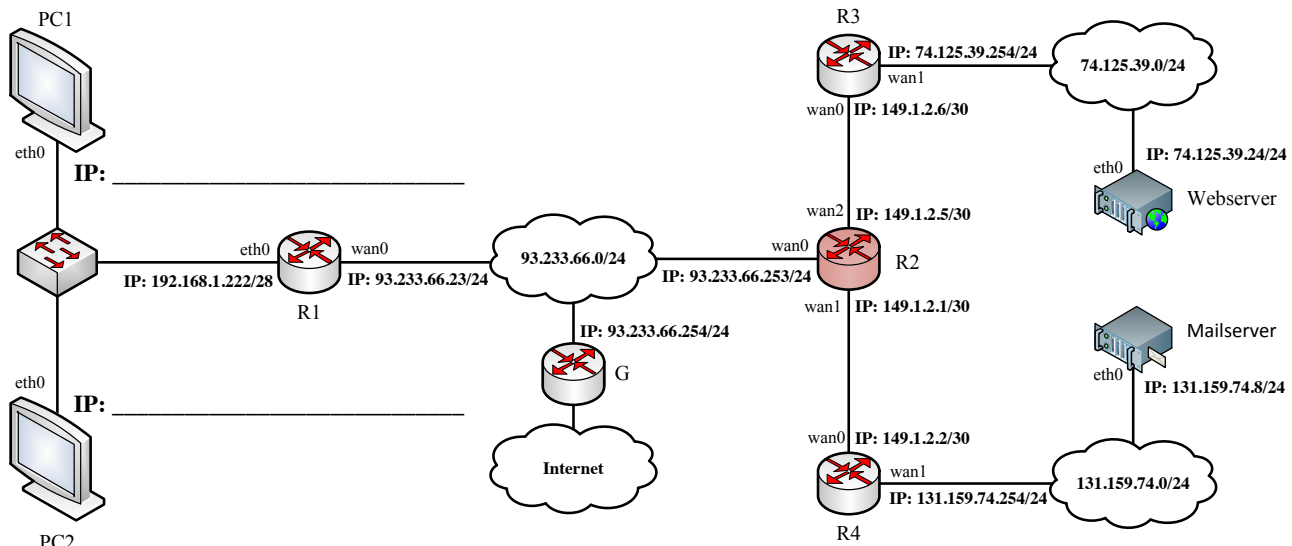 PC1
eth0
IP: _____________________________
eth0
IP: 192.168.1.222/28
R1
wan0
IP: 93.233.66.23/24
eth0
IP: _____________________________
PC2
93.233.66.0/24
IP: 93.233.66.254/24
G
Internet
wan0
IP: 93.233.66.253/24
R2
wan2
IP: 149.1.2.5/30
wan1
IP: 149.1.2.1/30
R3
IP: 74.125.39.254/24
wan1
wan0
IP: 149.1.2.6/30
74.125.39.0/24
IP: 74.125.39.24/24
eth0
Webserver
Mailserver
eth0
IP: 131.159.74.8/24
wan0
IP: 149.1.2.2/30
wan1
IP: 131.159.74.254/24
R4
131.159.74.0/24